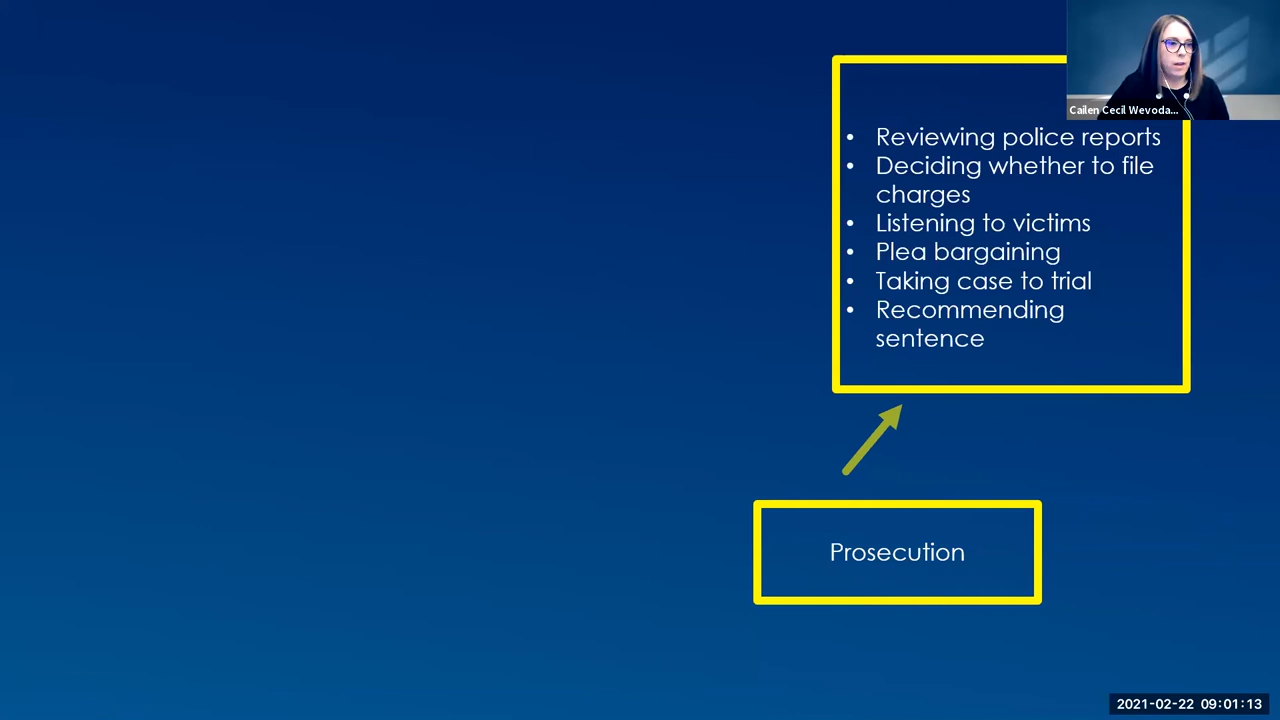 Cailen Cecil Wevoda...
• Reviewing police reports
• Deciding whether to file
charges
• Listening to victims
• Plea bargaining
• Taking case to trial
• Recommending
sentence
Prosecution
2021-02-22 09:01:13